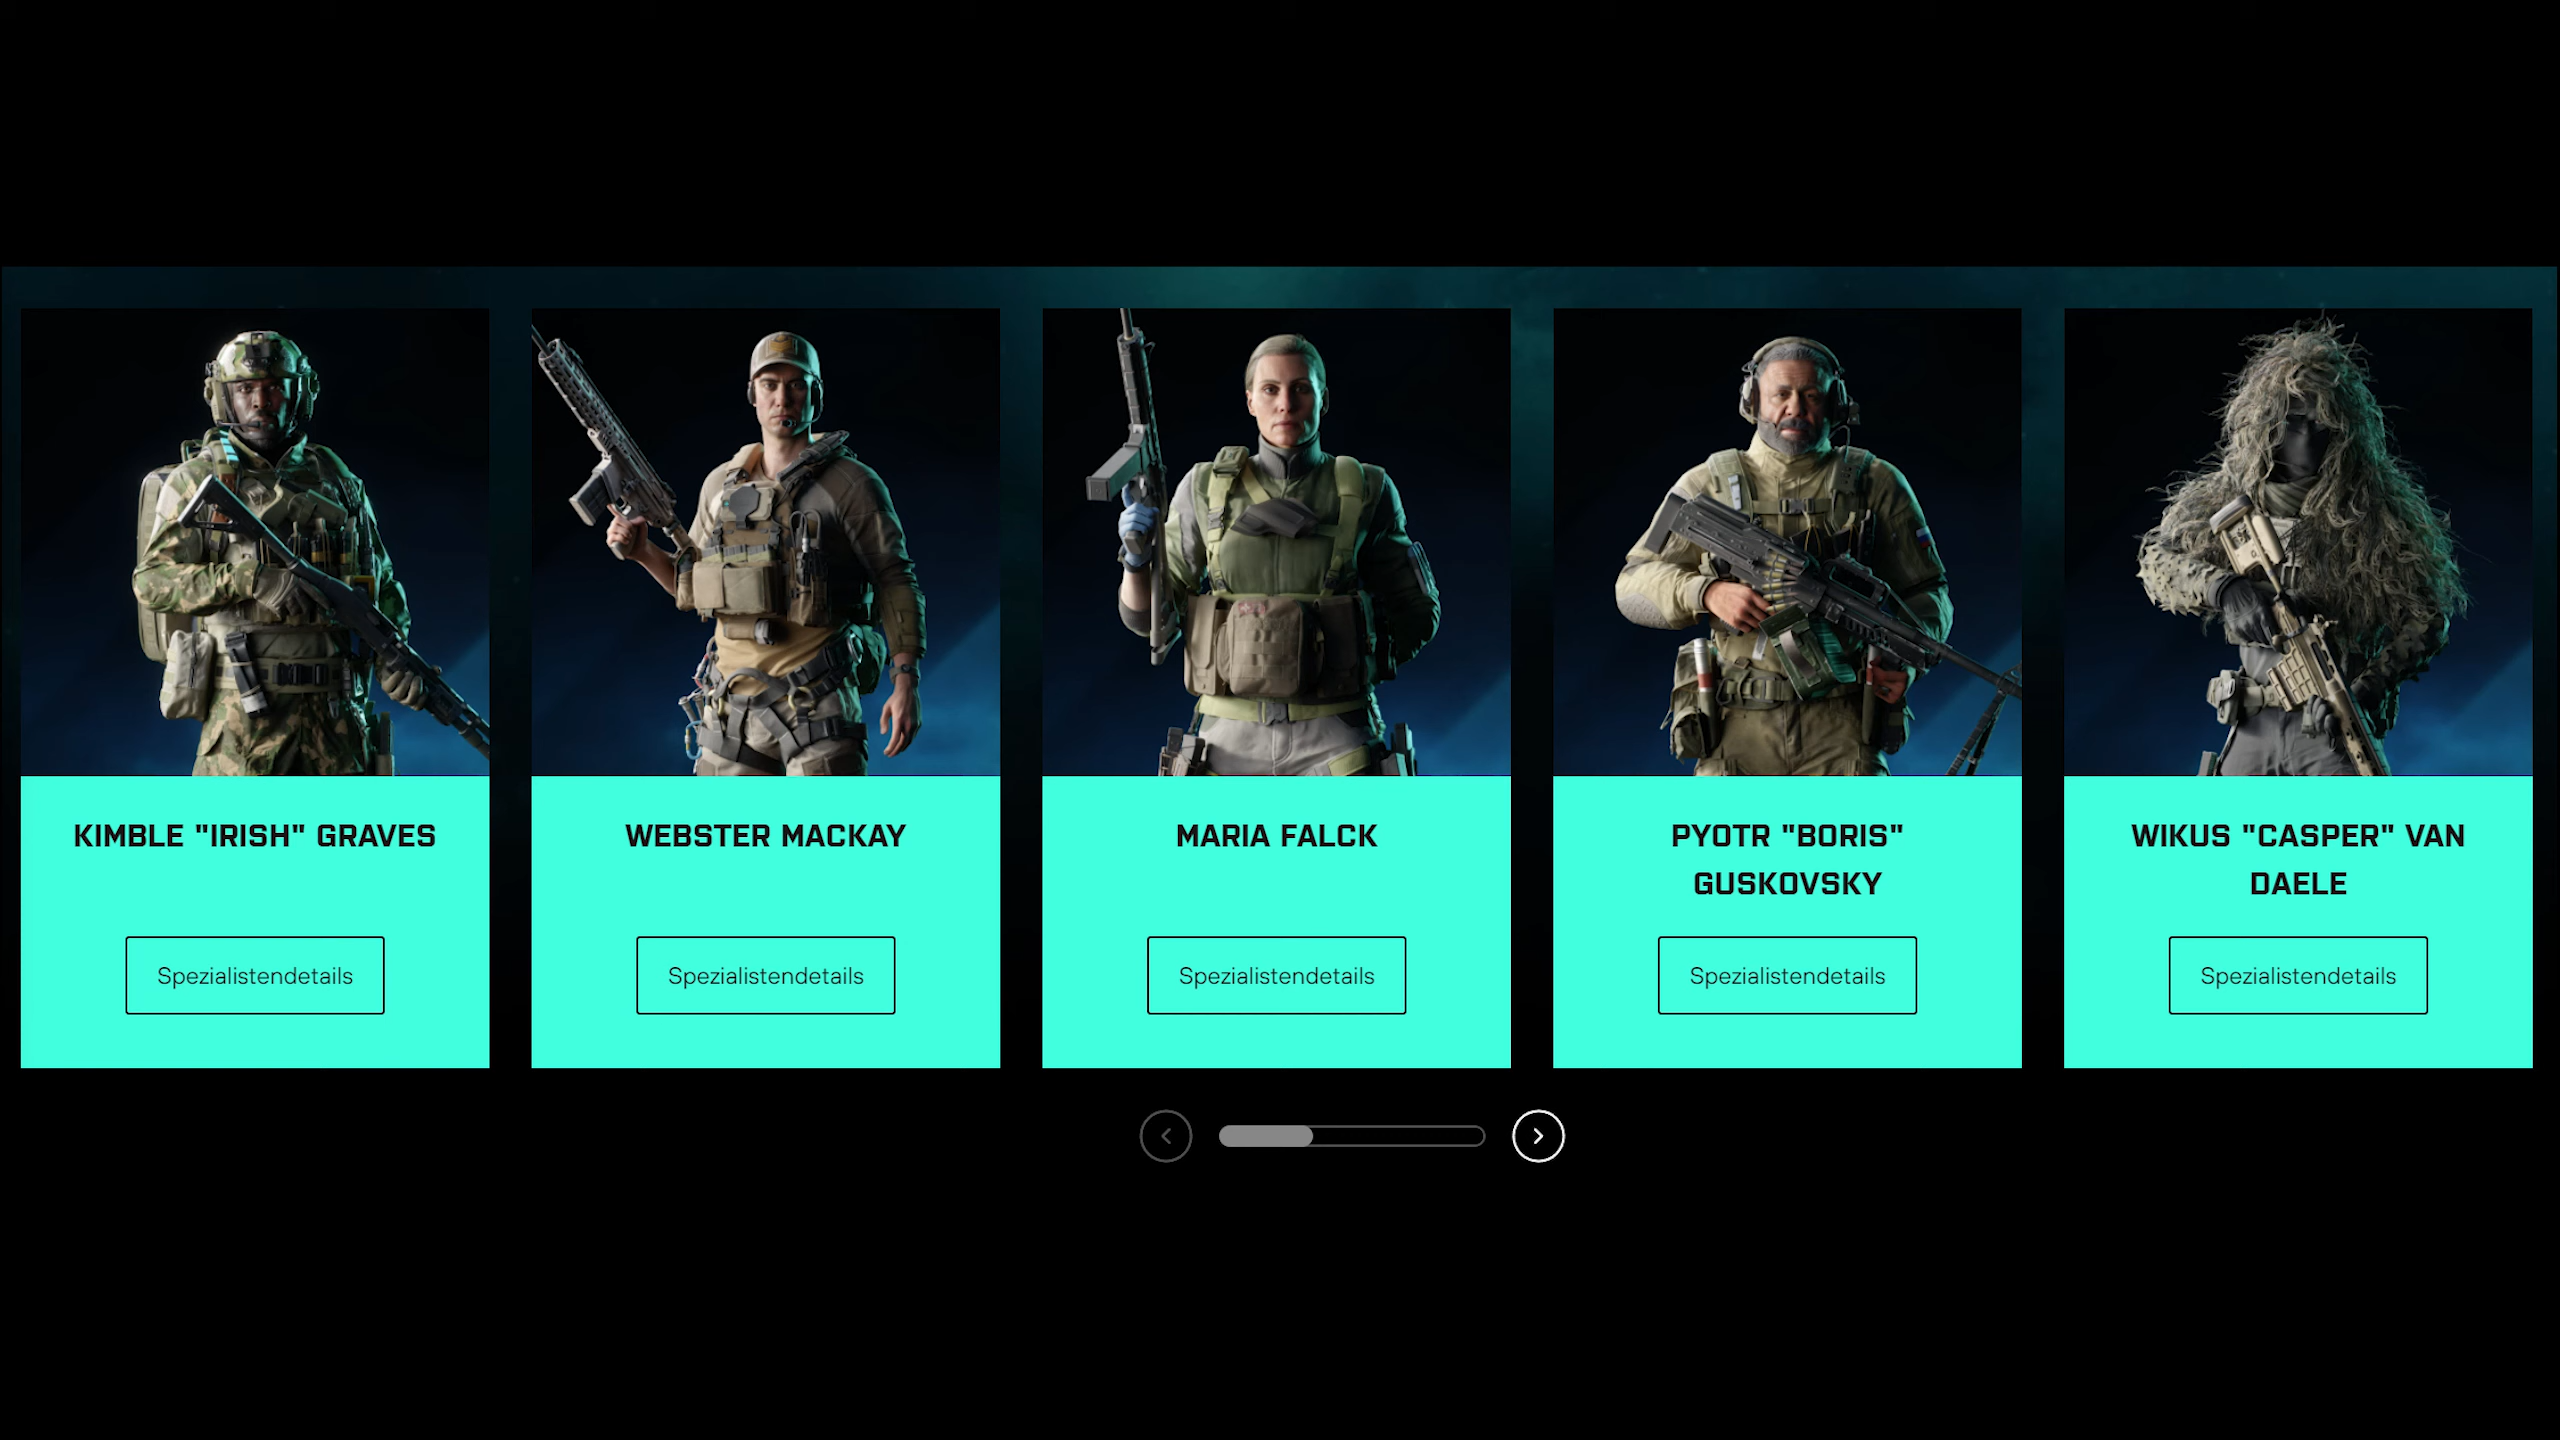 KIMBLE "IRISH" GRAVES
Spezialistendetails
WEBSTER MACKAY
Spezialistendetails
MARIA FALCK
Spezialistendetails
PYOTR "BORIS"
GUSKOVSKY
Spezialistendetails
WIKUS "CASPER" VAN
DAELE
Spezialistendetails